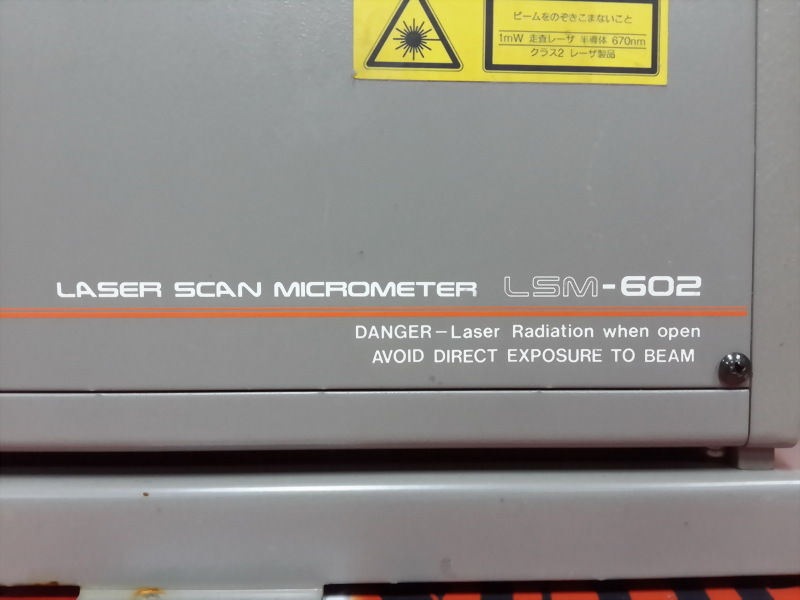 ビームをのぞきこまないこと
1mW 走査レーザ 半導体 670nm
クラス2 レーザ製品
LASER SCAN MICROMETER LSM-602
DANGER-Laser Radiation when open
AVOID DIRECT EXPOSURE TO BEAM